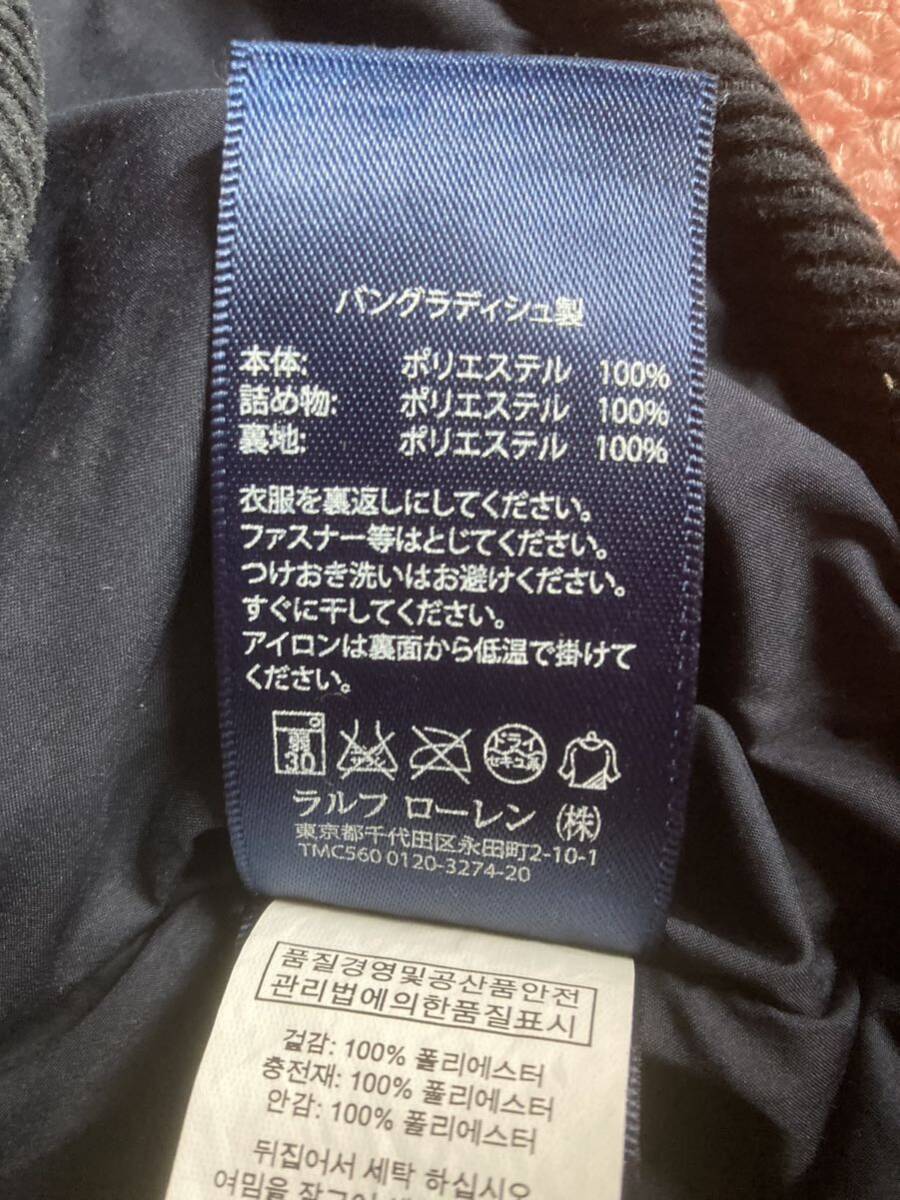 バングラディシュ製
本体: ポリエステル 100%
詰め物: ポリエステル 100%
裏地: ポリエステル 100%
衣服を裏返しにしてください。
ファスナー等はとじてください。
つけおき洗いはお避けください。
すぐに干してください。
アイロンは裏面から低温で掛けて
ください。
弱 30 ドライ セキユ系
ラルフ ローレン (株)
東京都千代田区永田町2-10-1
TMC560 0120-3274-20
품질경영및공산품안전
관리법에의한품질표시
겉감: 100% 폴리에스터
충전재: 100% 폴리에스터
안감: 100% 폴리에스터
뒤집어서 세탁 하십시오
여밈을 잠그어